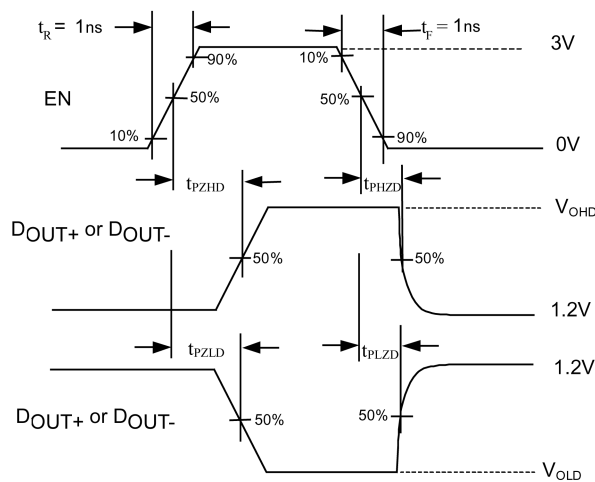 tR = 1ns
tF = 1ns
3V
90%
10%
EN
50%
50%
10%
90%
0V
tPZHD
tPHZD
VOHD
DOUT+ or DOUT-
50%
50%
1.2V
tPZLD
tPLZD
1.2V
DOUT+ or DOUT-
50%
50%
VOLD